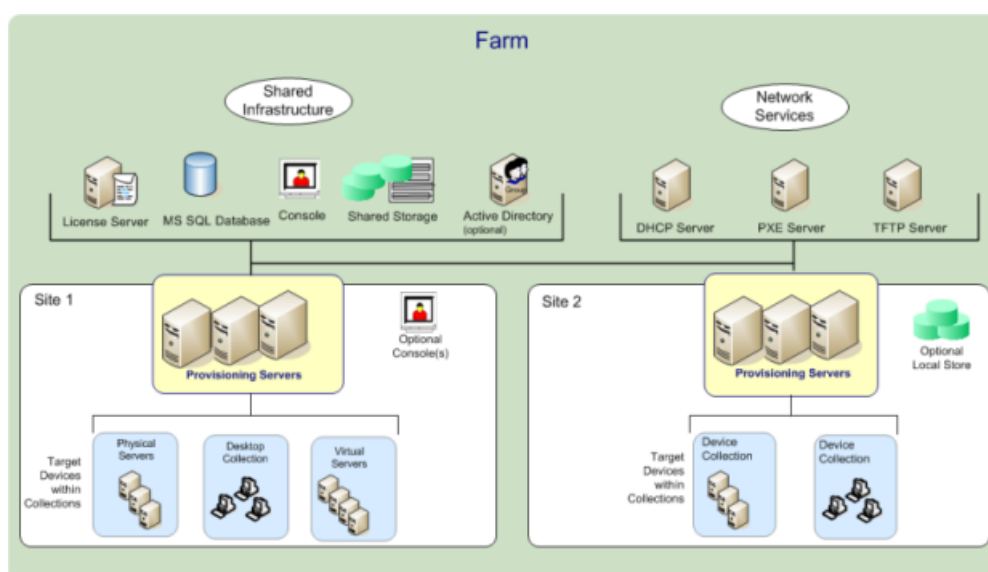 Farm
Shared
Infrastructure
Network
Services
License Server
MS SQL Database
Console
Shared Storage
Group
Active Directory
(optional)
DHCP Server
PXE Server
TFTP Server
Site 1
Provisioning Servers
Optional
Console(s)
Target
Devices
within
Collections
Physical
Servers
Desktop
Collection
Virtual
Servers
Site 2
Provisioning Servers
Optional
Local Store
Target
Devices
within
Collections
Device
Collection
Device
Collection